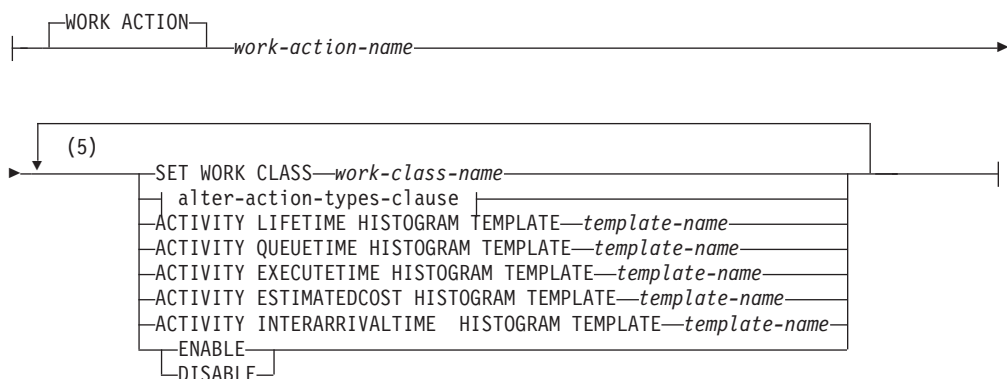 WORK ACTION
work-action-name
(5)
SET WORK CLASS work-class-name
alter-action-types-clause
ACTIVITY LIFETIME HISTOGRAM TEMPLATE template-name
ACTIVITY QUEUETIME HISTOGRAM TEMPLATE template-name
ACTIVITY EXECUTETIME HISTOGRAM TEMPLATE template-name
ACTIVITY ESTIMATEDCOST HISTOGRAM TEMPLATE template-name
ACTIVITY INTERARRIVALTIME HISTOGRAM TEMPLATE template-name
ENABLE
DISABLE